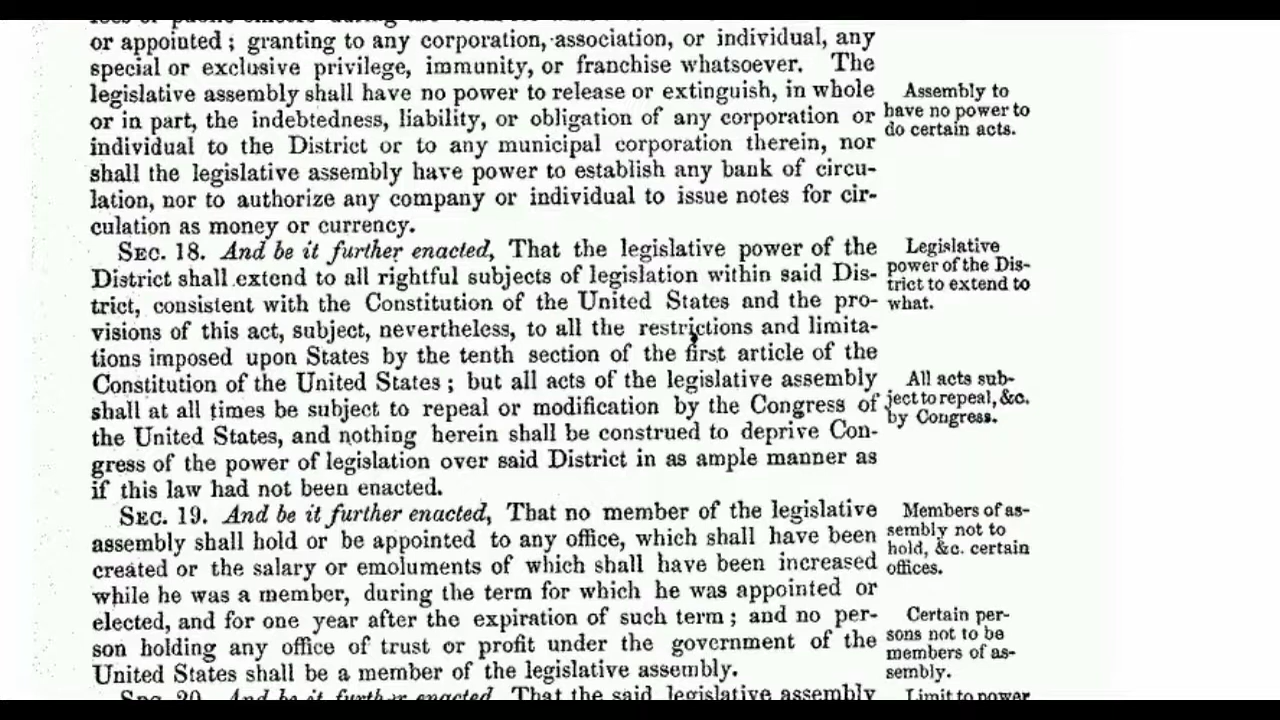 or appointed ; granting to any corporation, association, or individual, any
special or exclusive privilege, immunity, or franchise whatsoever. The
legislative assembly shall have no power to release or extinguish, in whole
or in part, the indebtedness, liability, or obligation of any corporation or
individual to the District or to any municipal corporation therein, nor
shall the legislative assembly have power to establish any bank of circu-
lation, nor to authorize any company or individual to issue notes for cir-
culation as money or currency.
Assembly to
have no power to
do certain acts.
SEC. 18. And be it further enacted, That the legislative power of the
District shall extend to all rightful subjects of legislation within said Dis-
trict, consistent with the Constitution of the United States and the pro-
visions of this act, subject, nevertheless, to all the restrictions and limita-
tions imposed upon States by the tenth section of the first article of the
Constitution of the United States ; but all acts of the legislative assembly
shall at all times be subject to repeal or modification by the Congress of
the United States, and nothing herein shall be construed to deprive Con-
gress of the power of legislation over said District in as ample manner as
if this law had not been enacted.
Legislative
power of the Dis-
trict to extend to
what.
All acts sub-
ject to repeal, &c.
by Congress.
SEC. 19. And be it further enacted, That no member of the legislative
assembly shall hold or be appointed to any office, which shall have been
created or the salary or emoluments of which shall have been increased
while he was a member, during the term for which he was appointed or
elected, and for one year after the expiration of such term ; and no per-
son holding any office of trust or profit under the government of the
United States shall be a member of the legislative assembly.
Members of as-
sembly not to
hold, &c. certain
offices.
Certain per-
sons not to be
members of as-
sembly.
SEC. 20. And be it further enacted, That the said legislative assembly
Limit to power